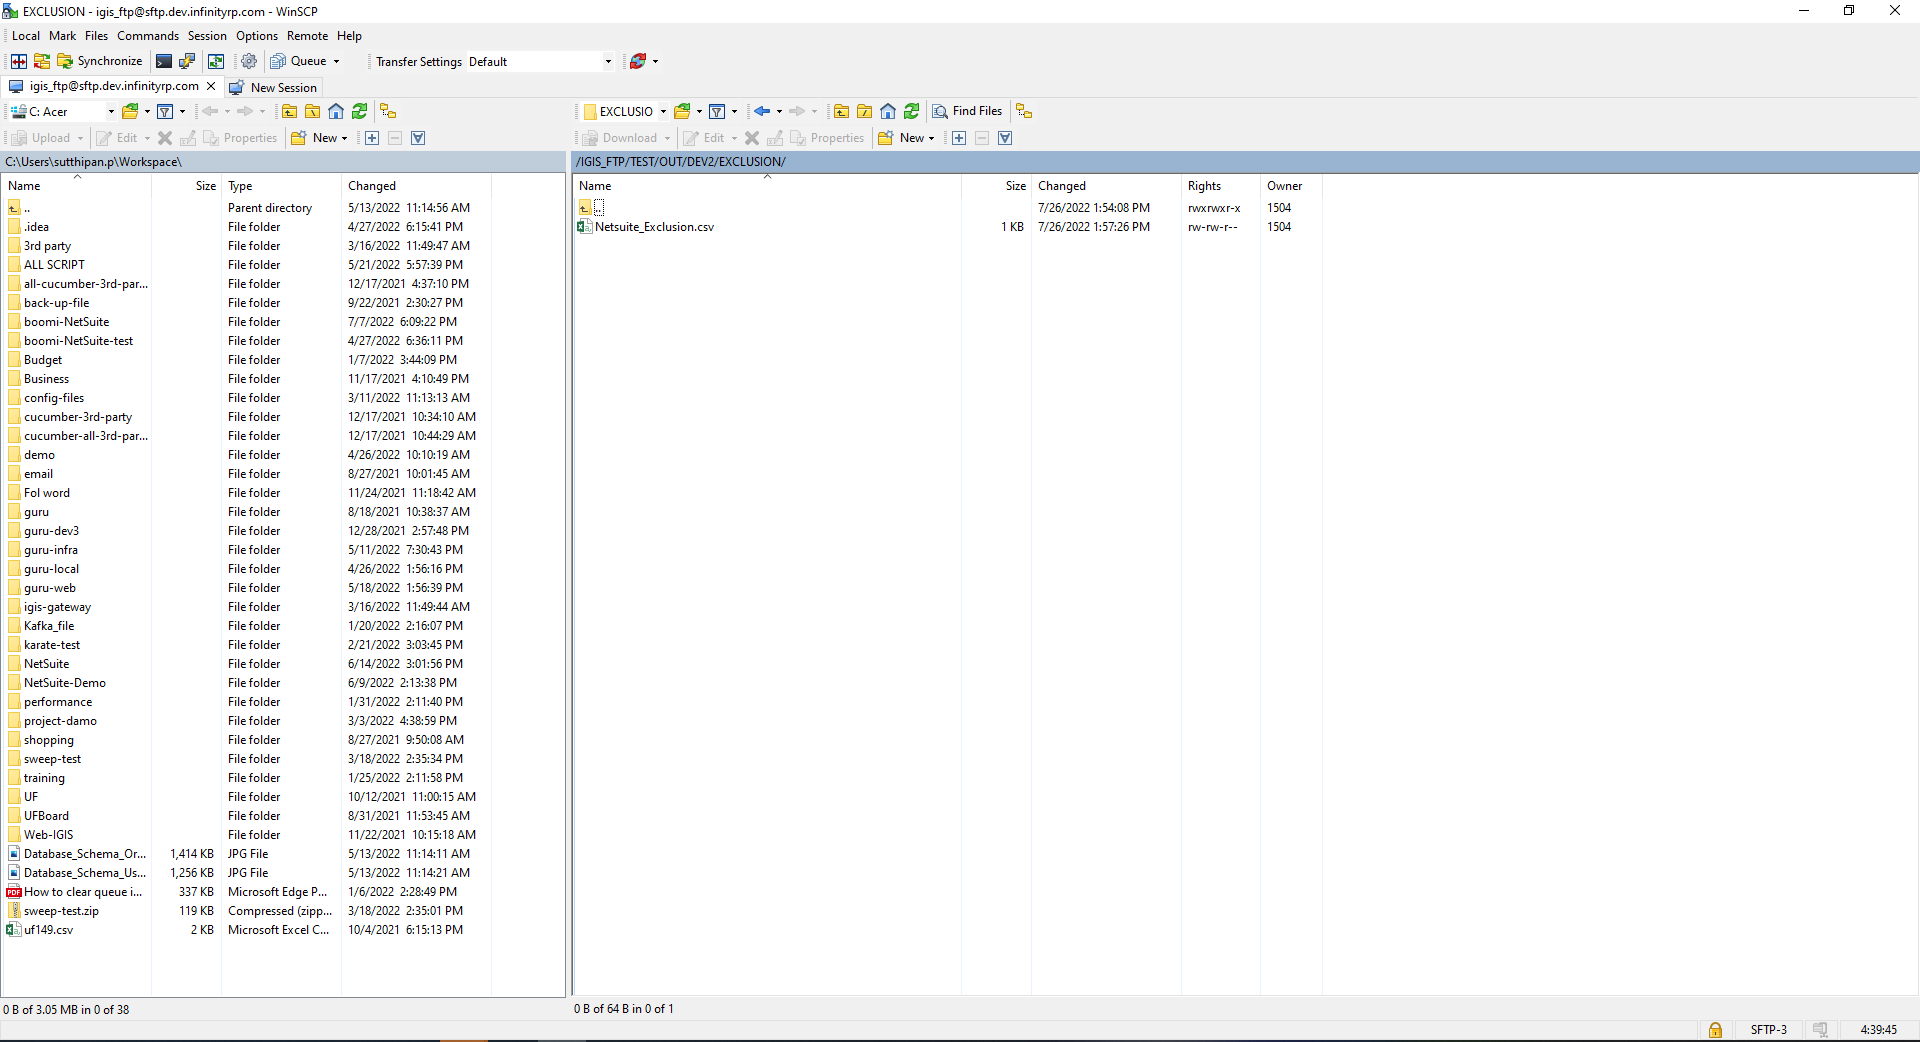 EXCLUSION - igis_ftp@sftp.dev.infinityrp.com - WinSCP
Local Mark Files Commands Session Options Remote Help
Synchronize Queue Transfer Settings Default
igis_ftp@sftp.dev.infinityrp.com New Session
C: Acer EXCLUSIO Find Files
Upload Edit Properties New Download Edit Properties New
C:\Users\sutthipan.p\Workspace\ /IGIS_FTP/TEST/OUT/DEV2/EXCLUSION/
Name Size Type Changed
.. Parent directory 5/13/2022 11:14:56 AM
.idea File folder 4/27/2022 6:15:41 PM
3rd party File folder 3/16/2022 11:49:47 AM
ALL SCRIPT File folder 5/21/2022 5:57:39 PM
all-cucumber-3rd-par... File folder 12/17/2021 4:37:10 PM
back-up-file File folder 9/22/2021 2:30:27 PM
boomi-NetSuite File folder 7/7/2022 6:09:22 PM
boomi-NetSuite-test File folder 4/27/2022 6:36:11 PM
Budget File folder 1/7/2022 3:44:09 PM
Business File folder 11/17/2021 4:10:49 PM
config-files File folder 3/11/2022 11:13:13 AM
cucumber-3rd-party File folder 12/17/2021 10:34:10 AM
cucumber-all-3rd-par... File folder 12/17/2021 10:44:29 AM
demo File folder 4/26/2022 10:10:19 AM
email File folder 8/27/2021 10:01:45 AM
Fol word File folder 11/24/2021 11:18:42 AM
guru File folder 8/18/2021 10:38:37 AM
guru-dev3 File folder 12/28/2021 2:57:48 PM
guru-infra File folder 5/11/2022 7:30:43 PM
guru-local File folder 4/26/2022 1:56:16 PM
guru-web File folder 5/18/2022 1:56:39 PM
igis-gateway File folder 3/16/2022 11:49:44 AM
Kafka_file File folder 1/20/2022 2:16:07 PM
karate-test File folder 2/21/2022 3:03:45 PM
NetSuite File folder 6/14/2022 3:01:56 PM
NetSuite-Demo File folder 6/9/2022 2:13:38 PM
performance File folder 1/31/2022 2:11:40 PM
project-damo File folder 3/3/2022 4:38:59 PM
shopping File folder 8/27/2021 9:50:08 AM
sweep-test File folder 3/18/2022 2:35:34 PM
training File folder 1/25/2022 2:11:58 PM
UF File folder 10/12/2021 11:00:15 AM
UFBoard File folder 8/31/2021 11:53:45 AM
Web-IGIS File folder 11/22/2021 10:15:18 AM
Database_Schema_Or... 1,414 KB JPG File 5/13/2022 11:14:11 AM
Database_Schema_Us... 1,256 KB JPG File 5/13/2022 11:14:21 AM
How to clear queue i... 337 KB Microsoft Edge P... 1/6/2022 2:28:49 PM
sweep-test.zip 119 KB Compressed (zipp... 3/18/2022 2:35:01 PM
uf149.csv 2 KB Microsoft Excel C... 10/4/2021 6:15:13 PM
0 B of 3.05 MB in 0 of 38
Name Size Changed Rights Owner
.. 7/26/2022 1:54:08 PM rwxrwxr-x 1504
Netsuite_Exclusion.csv 1 KB 7/26/2022 1:57:26 PM rw-rw-r-- 1504
0 B of 64 B in 0 of 1
SFTP-3 4:39:45